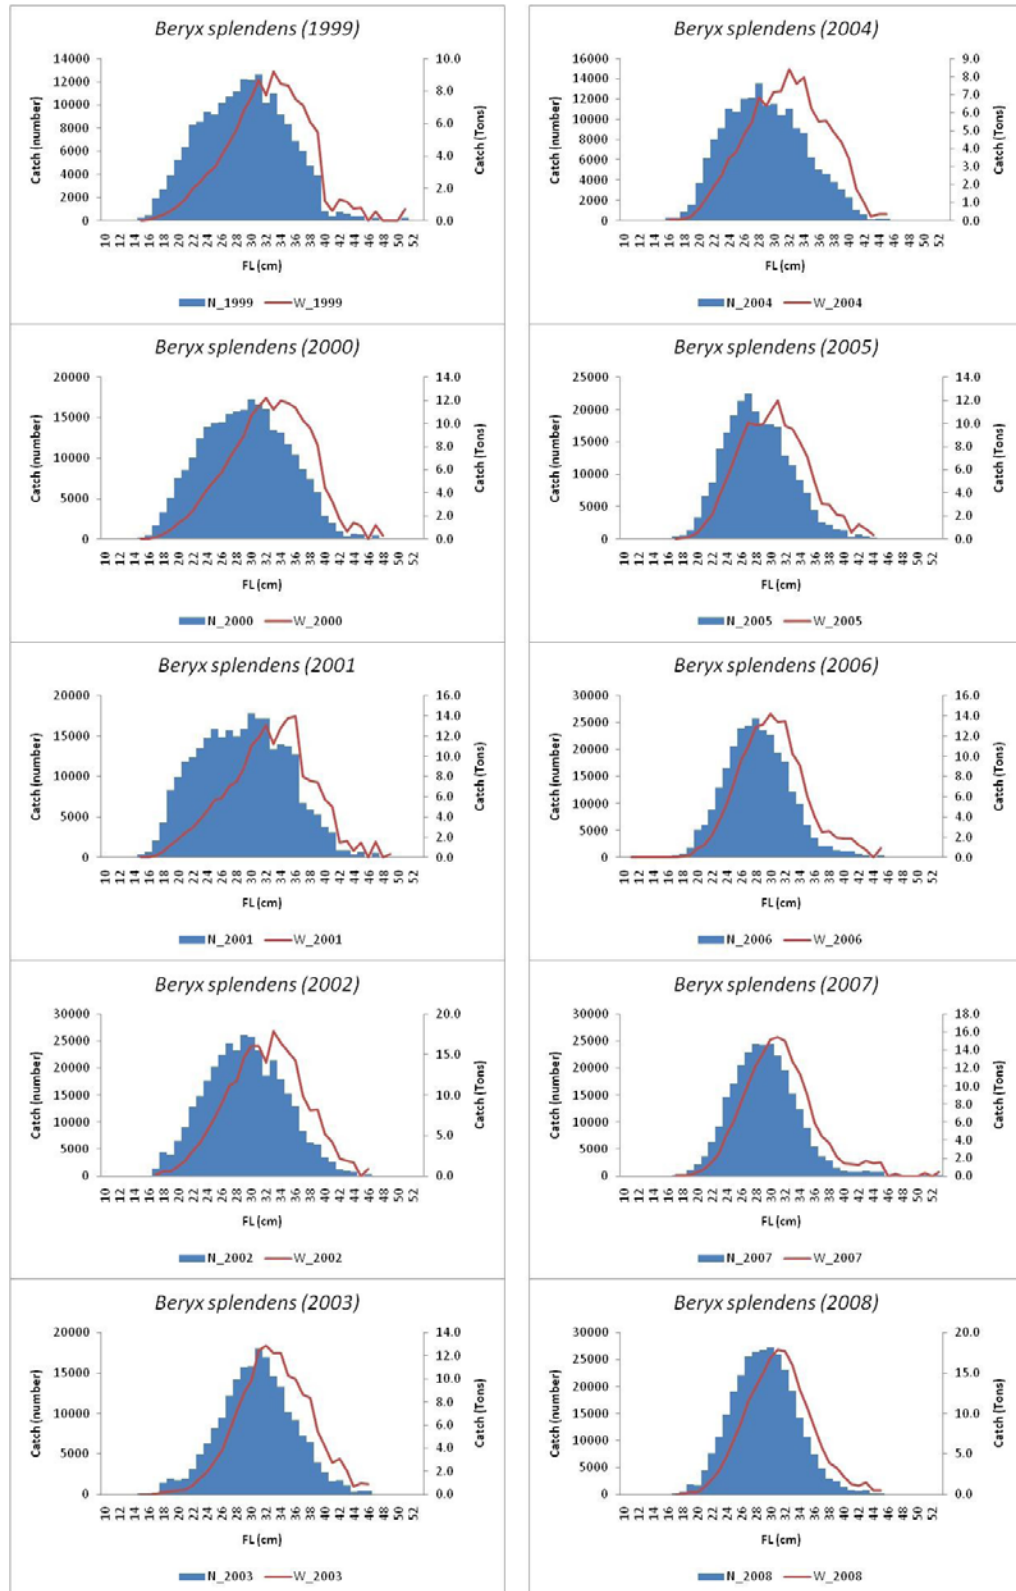 Beryx splendens (1999)
14000
12000
10000
8000
6000
4000
2000
0
Catch (number)
10.0
8.0
6.0
4.0
2.0
0.0
Catch (Tons)
10 12 14 16 18 20 22 24 26 28 30 32 34 36 38 40 42 44 46 48 50 52
FL (cm)
N_1999 W_1999
Beryx splendens (2004)
16000
14000
12000
10000
8000
6000
4000
2000
0
Catch (number)
9.0
8.0
7.0
6.0
5.0
4.0
3.0
2.0
1.0
0.0
Catch (Tons)
10 12 14 16 18 20 22 24 26 28 30 32 34 36 38 40 42 44 46 48 50 52
FL (cm)
N_2004 W_2004
Beryx splendens (2000)
20000
15000
10000
5000
0
Catch (number)
14.0
12.0
10.0
8.0
6.0
4.0
2.0
0.0
Catch (Tons)
10 12 14 16 18 20 22 24 26 28 30 32 34 36 38 40 42 44 46 48 50 52
FL (cm)
N_2000 W_2000
Beryx splendens (2005)
25000
20000
15000
10000
5000
0
Catch (number)
14.0
12.0
10.0
8.0
6.0
4.0
2.0
0.0
Catch (Tons)
10 12 14 16 18 20 22 24 26 28 30 32 34 36 38 40 42 44 46 48 50 52
FL (cm)
N_2005 W_2005
Beryx splendens (2001
20000
15000
10000
5000
0
Catch (number)
16.0
14.0
12.0
10.0
8.0
6.0
4.0
2.0
0.0
Catch (Tons)
10 12 14 16 18 20 22 24 26 28 30 32 34 36 38 40 42 44 46 48 50 52
FL (cm)
N_2001 W_2001
Beryx splendens (2006)
30000
25000
20000
15000
10000
5000
0
Catch (number)
16.0
14.0
12.0
10.0
8.0
6.0
4.0
2.0
0.0
Catch (Tons)
10 12 14 16 18 20 22 24 26 28 30 32 34 36 38 40 42 44 46 48 50 52
FL (cm)
N_2006 W_2006
Beryx splendens (2002)
30000
25000
20000
15000
10000
5000
0
Catch (number)
20.0
15.0
10.0
5.0
0.0
Catch (Tons)
10 12 14 16 18 20 22 24 26 28 30 32 34 36 38 40 42 44 46 48 50 52
FL (cm)
N_2002 W_2002
Beryx splendens (2007)
30000
25000
20000
15000
10000
5000
0
Catch (number)
18.0
16.0
14.0
12.0
10.0
8.0
6.0
4.0
2.0
0.0
Catch (Tons)
10 12 14 16 18 20 22 24 26 28 30 32 34 36 38 40 42 44 46 48 50 52
FL (cm)
N_2007 W_2007
Beryx splendens (2003)
20000
15000
10000
5000
0
Catch (number)
14.0
12.0
10.0
8.0
6.0
4.0
2.0
0.0
Catch (Tons)
10 12 14 16 18 20 22 24 26 28 30 32 34 36 38 40 42 44 46 48 50 52
FL (cm)
N_2003 W_2003
Beryx splendens (2008)
30000
25000
20000
15000
10000
5000
0
Catch (number)
20.0
15.0
10.0
5.0
0.0
Catch (Tons)
10 12 14 16 18 20 22 24 26 28 30 32 34 36 38 40 42 44 46 48 50 52
FL (cm)
N_2008 W_2008